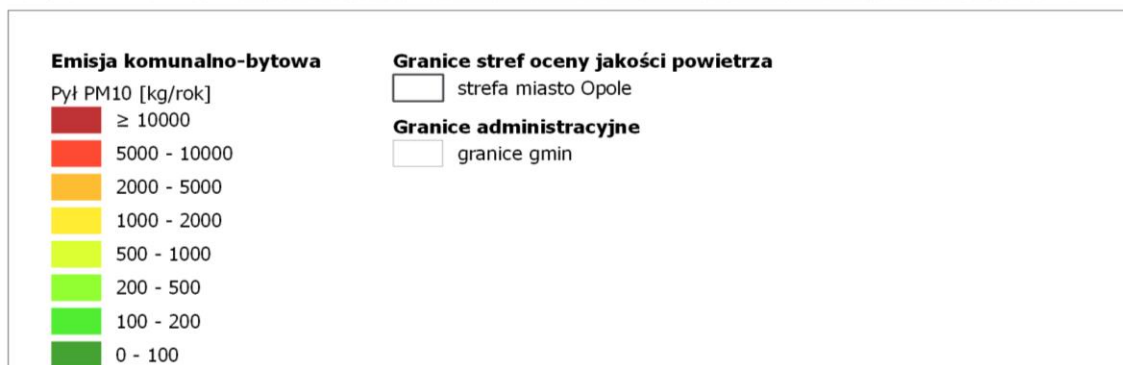 Emisja komunalno-bytowa
Pył PM10 [kg/rok]
≥ 10000
5000 - 10000
2000 - 5000
1000 - 2000
500 - 1000
200 - 500
100 - 200
0 - 100
Granice stref oceny jakości powietrza
strefa miasto Opole
Granice administracyjne
granice gmin